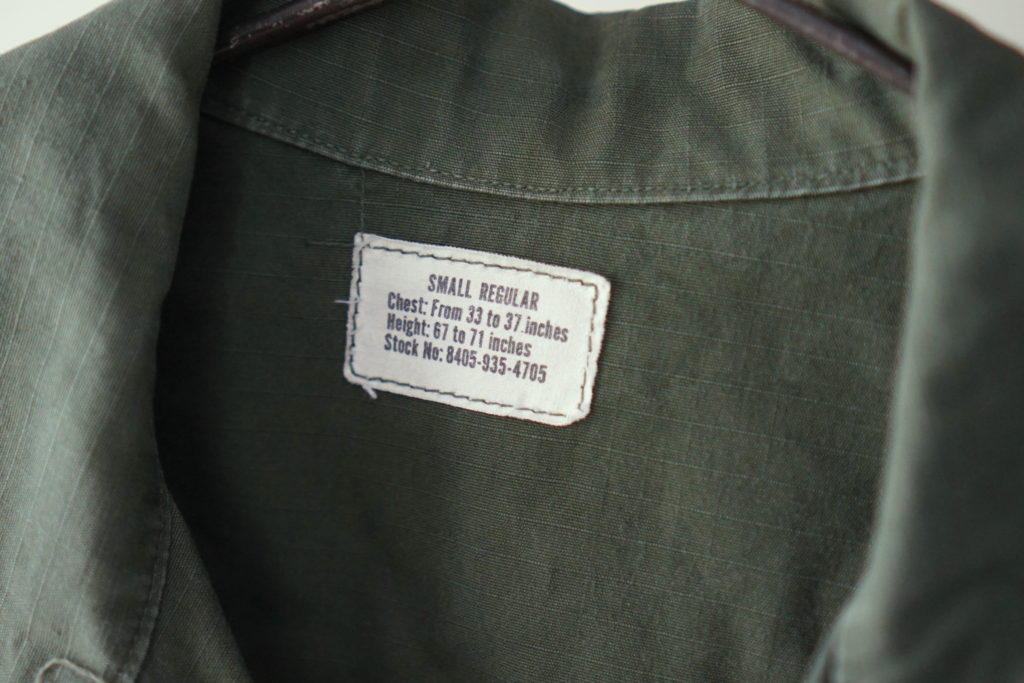 SMALL REGULAR
Chest: From 33 to 37 inches
Height: 67 to 71 inches
Stock No: 8405-935-4705